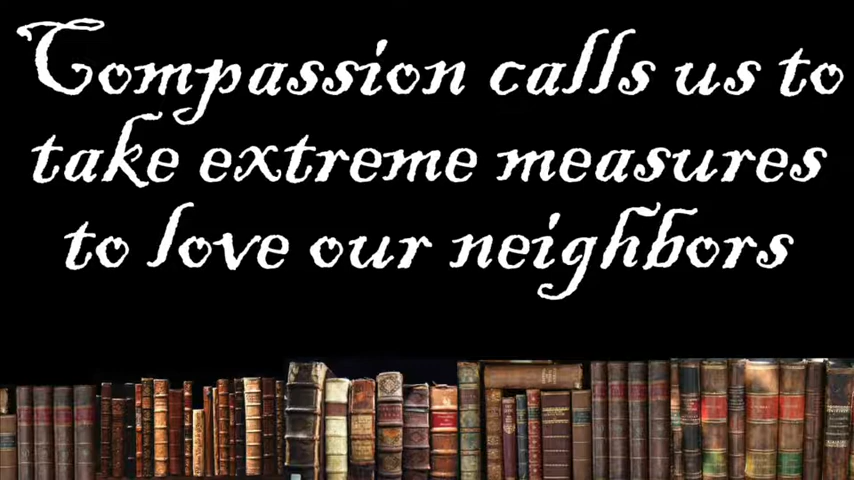 Compassion calls us to
take extreme measures
to love our neighbors